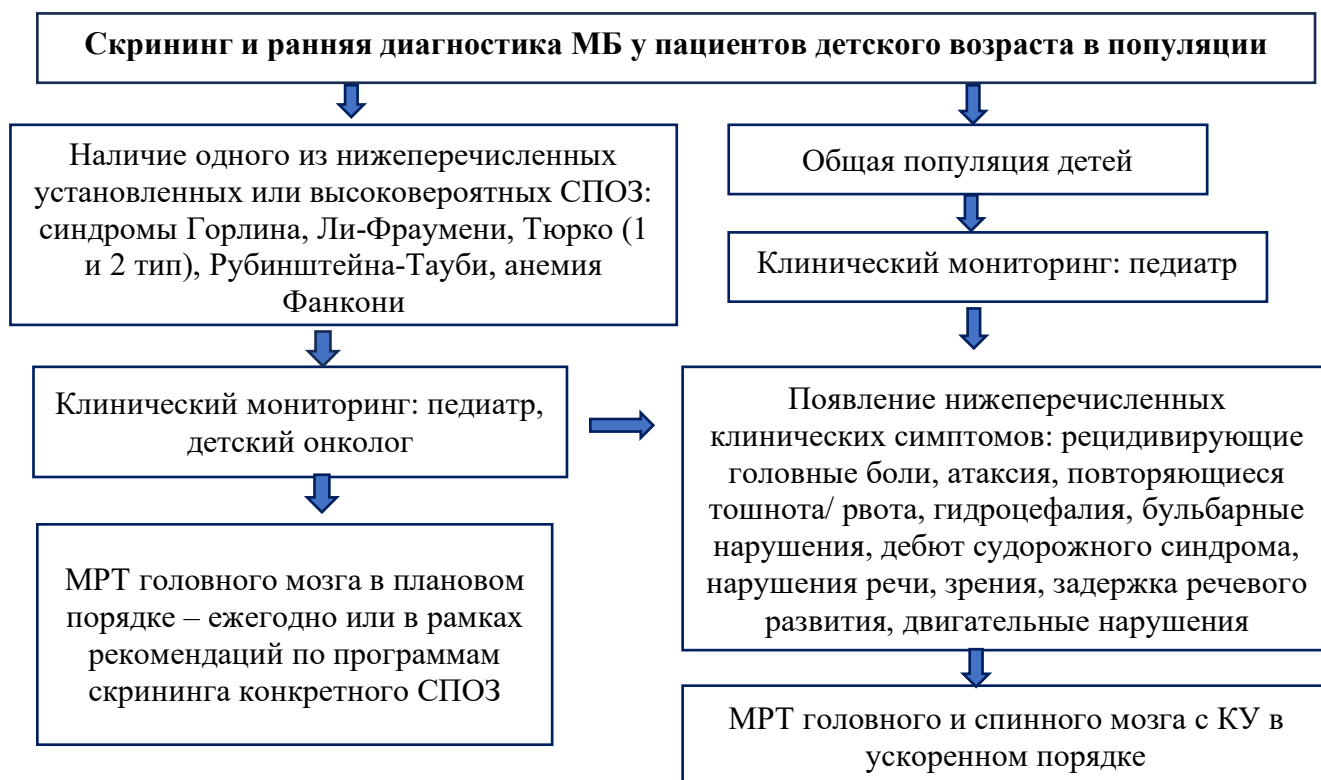 Скрининг и ранняя диагностика МБ у пациентов детского возраста в популяции
Наличие одного из нижеперечисленных
установленных или высоковероятных СПОЗ:
синдромы Горлина, Ли-Фраумени, Тюрко (1
и 2 тип), Рубинштейна-Тауби, анемия
Фанкони
Клинический мониторинг: педиатр,
детский онколог
МРТ головного мозга в плановом
порядке – ежегодно или в рамках
рекомендаций по программам
скрининга конкретного СПОЗ
Общая популяция детей
Клинический мониторинг: педиатр
Появление нижеперечисленных
клинических симптомов: рецидивирующие
головные боли, атаксия, повторяющиеся
тошнота/ рвота, гидроцефалия, бульбарные
нарушения, дебют судорожного синдрома,
нарушения речи, зрения, задержка речевого
развития, двигательные нарушения
МРТ головного и спинного мозга с КУ в
ускоренном порядке